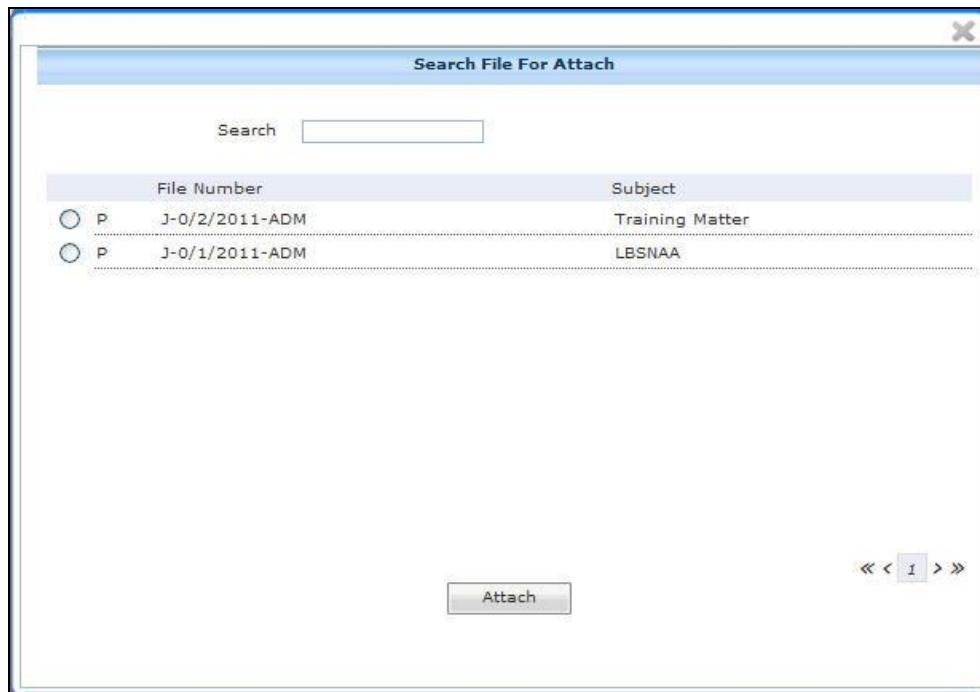 Search File For Attach
Search
File Number Subject
P J-0/2/2011-ADM Training Matter
P J-0/1/2011-ADM LBSNAA
« < 1 > »
Attach